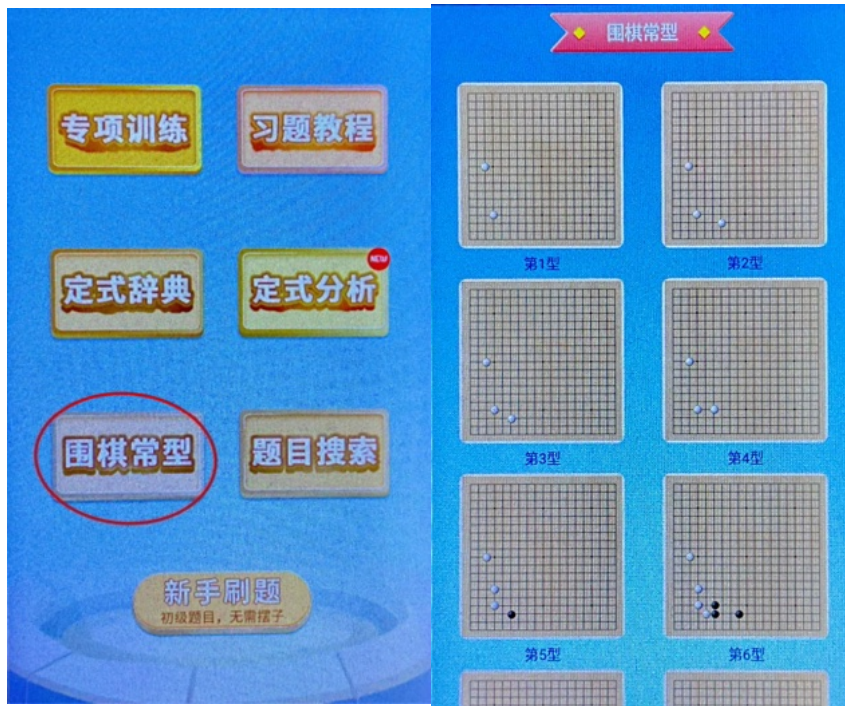 专项训练
习题教程
定式辞典
定式分析
NEW
围棋常型
题目搜索
新手刷题
初级题目，无需摆子
围棋常型
第1型
第2型
第3型
第4型
第5型
第6型